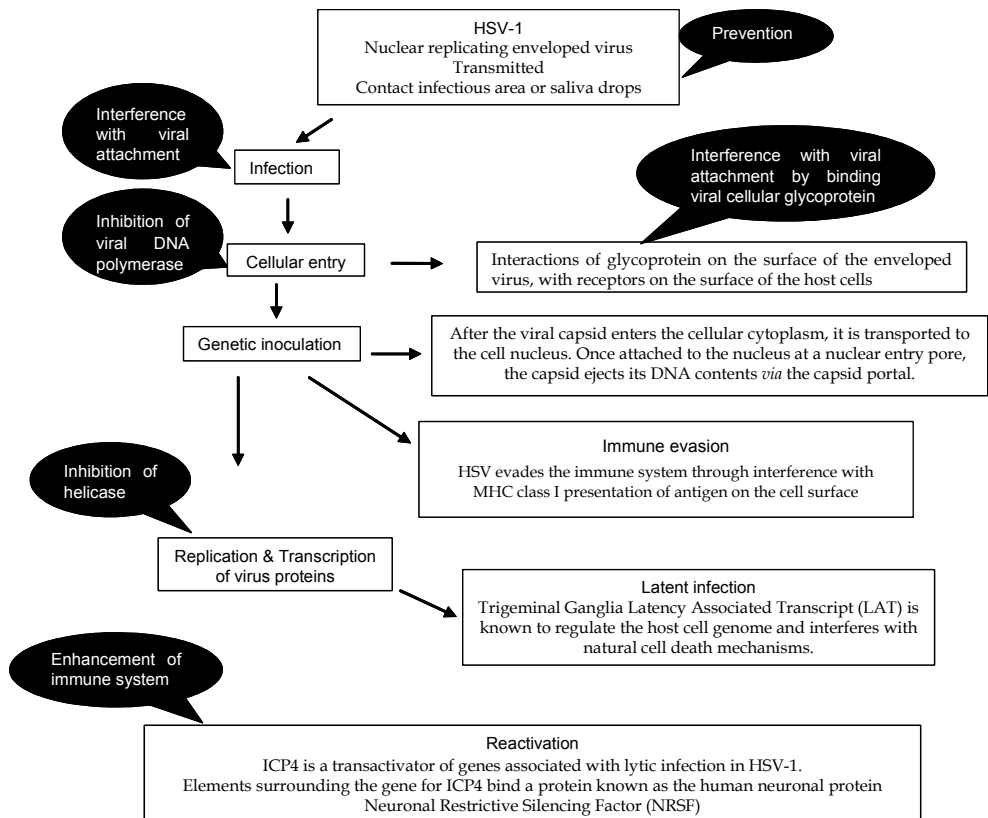 HSV-1
Nuclear replicating enveloped virus
Transmitted
Contact infectious area or saliva drops
Prevention
Interference
with viral
attachment
Infection
Interference with viral
attachment by binding
viral cellular glycoprotein
Inhibition of
viral DNA
polymerase
Cellular entry
Interactions of glycoprotein on the surface of the enveloped
virus, with receptors on the surface of the host cells
Genetic inoculation
After the viral capsid enters the cellular cytoplasm, it is transported to
the cell nucleus. Once attached to the nucleus at a nuclear entry pore,
the capsid ejects its DNA contents via the capsid portal.
Immune evasion
HSV evades the immune system through interference with
MHC class I presentation of antigen on the cell surface
Inhibition of
helicase
Replication & Transcription
of virus proteins
Latent infection
Trigeminal Ganglia Latency Associated Transcript (LAT) is
known to regulate the host cell genome and interferes with
natural cell death mechanisms.
Enhancement of
immune system
Reactivation
ICP4 is a transactivator of genes associated with lytic infection in HSV-1.
Elements surrounding the gene for ICP4 bind a protein known as the human neuronal protein
Neuronal Restrictive Silencing Factor (NRSF)